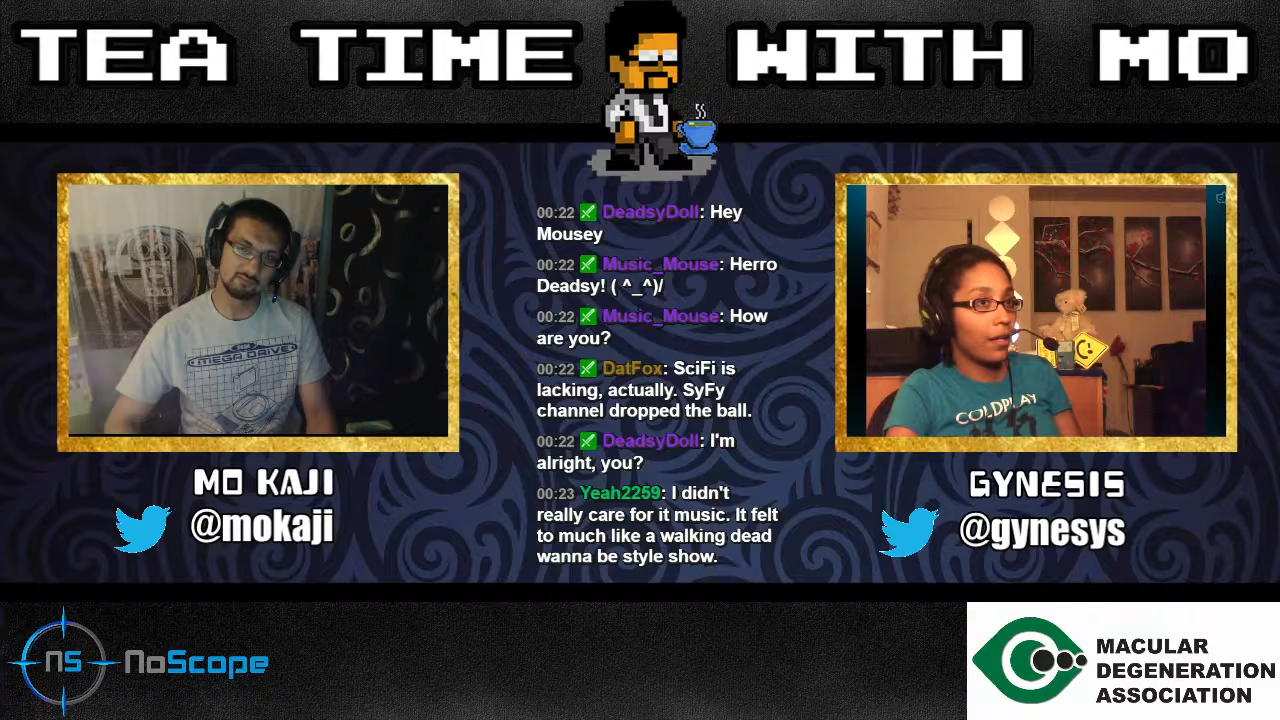 TEA TIME WITH MO
MEGA DRIVE
COLDPLAY
00:22 DeadsyDoll: Hey
Mousey
00:22 Music_Mouse: Herro
Deadsy! ( ^_^)/
00:22 Music_Mouse: How
are you?
00:22 DatFox: SciFi is
lacking, actually. SyFy
channel dropped the ball.
00:22 DeadsyDoll: I'm
alright, you?
00:23 Yeah2259: I didn't
really care for it music. It felt
to much like a walking dead
wanna be style show.
MO KAJI
@mokaji
GYNESIS
@gynesys
NS NoScope
MACULAR
DEGENERATION
ASSOCIATION